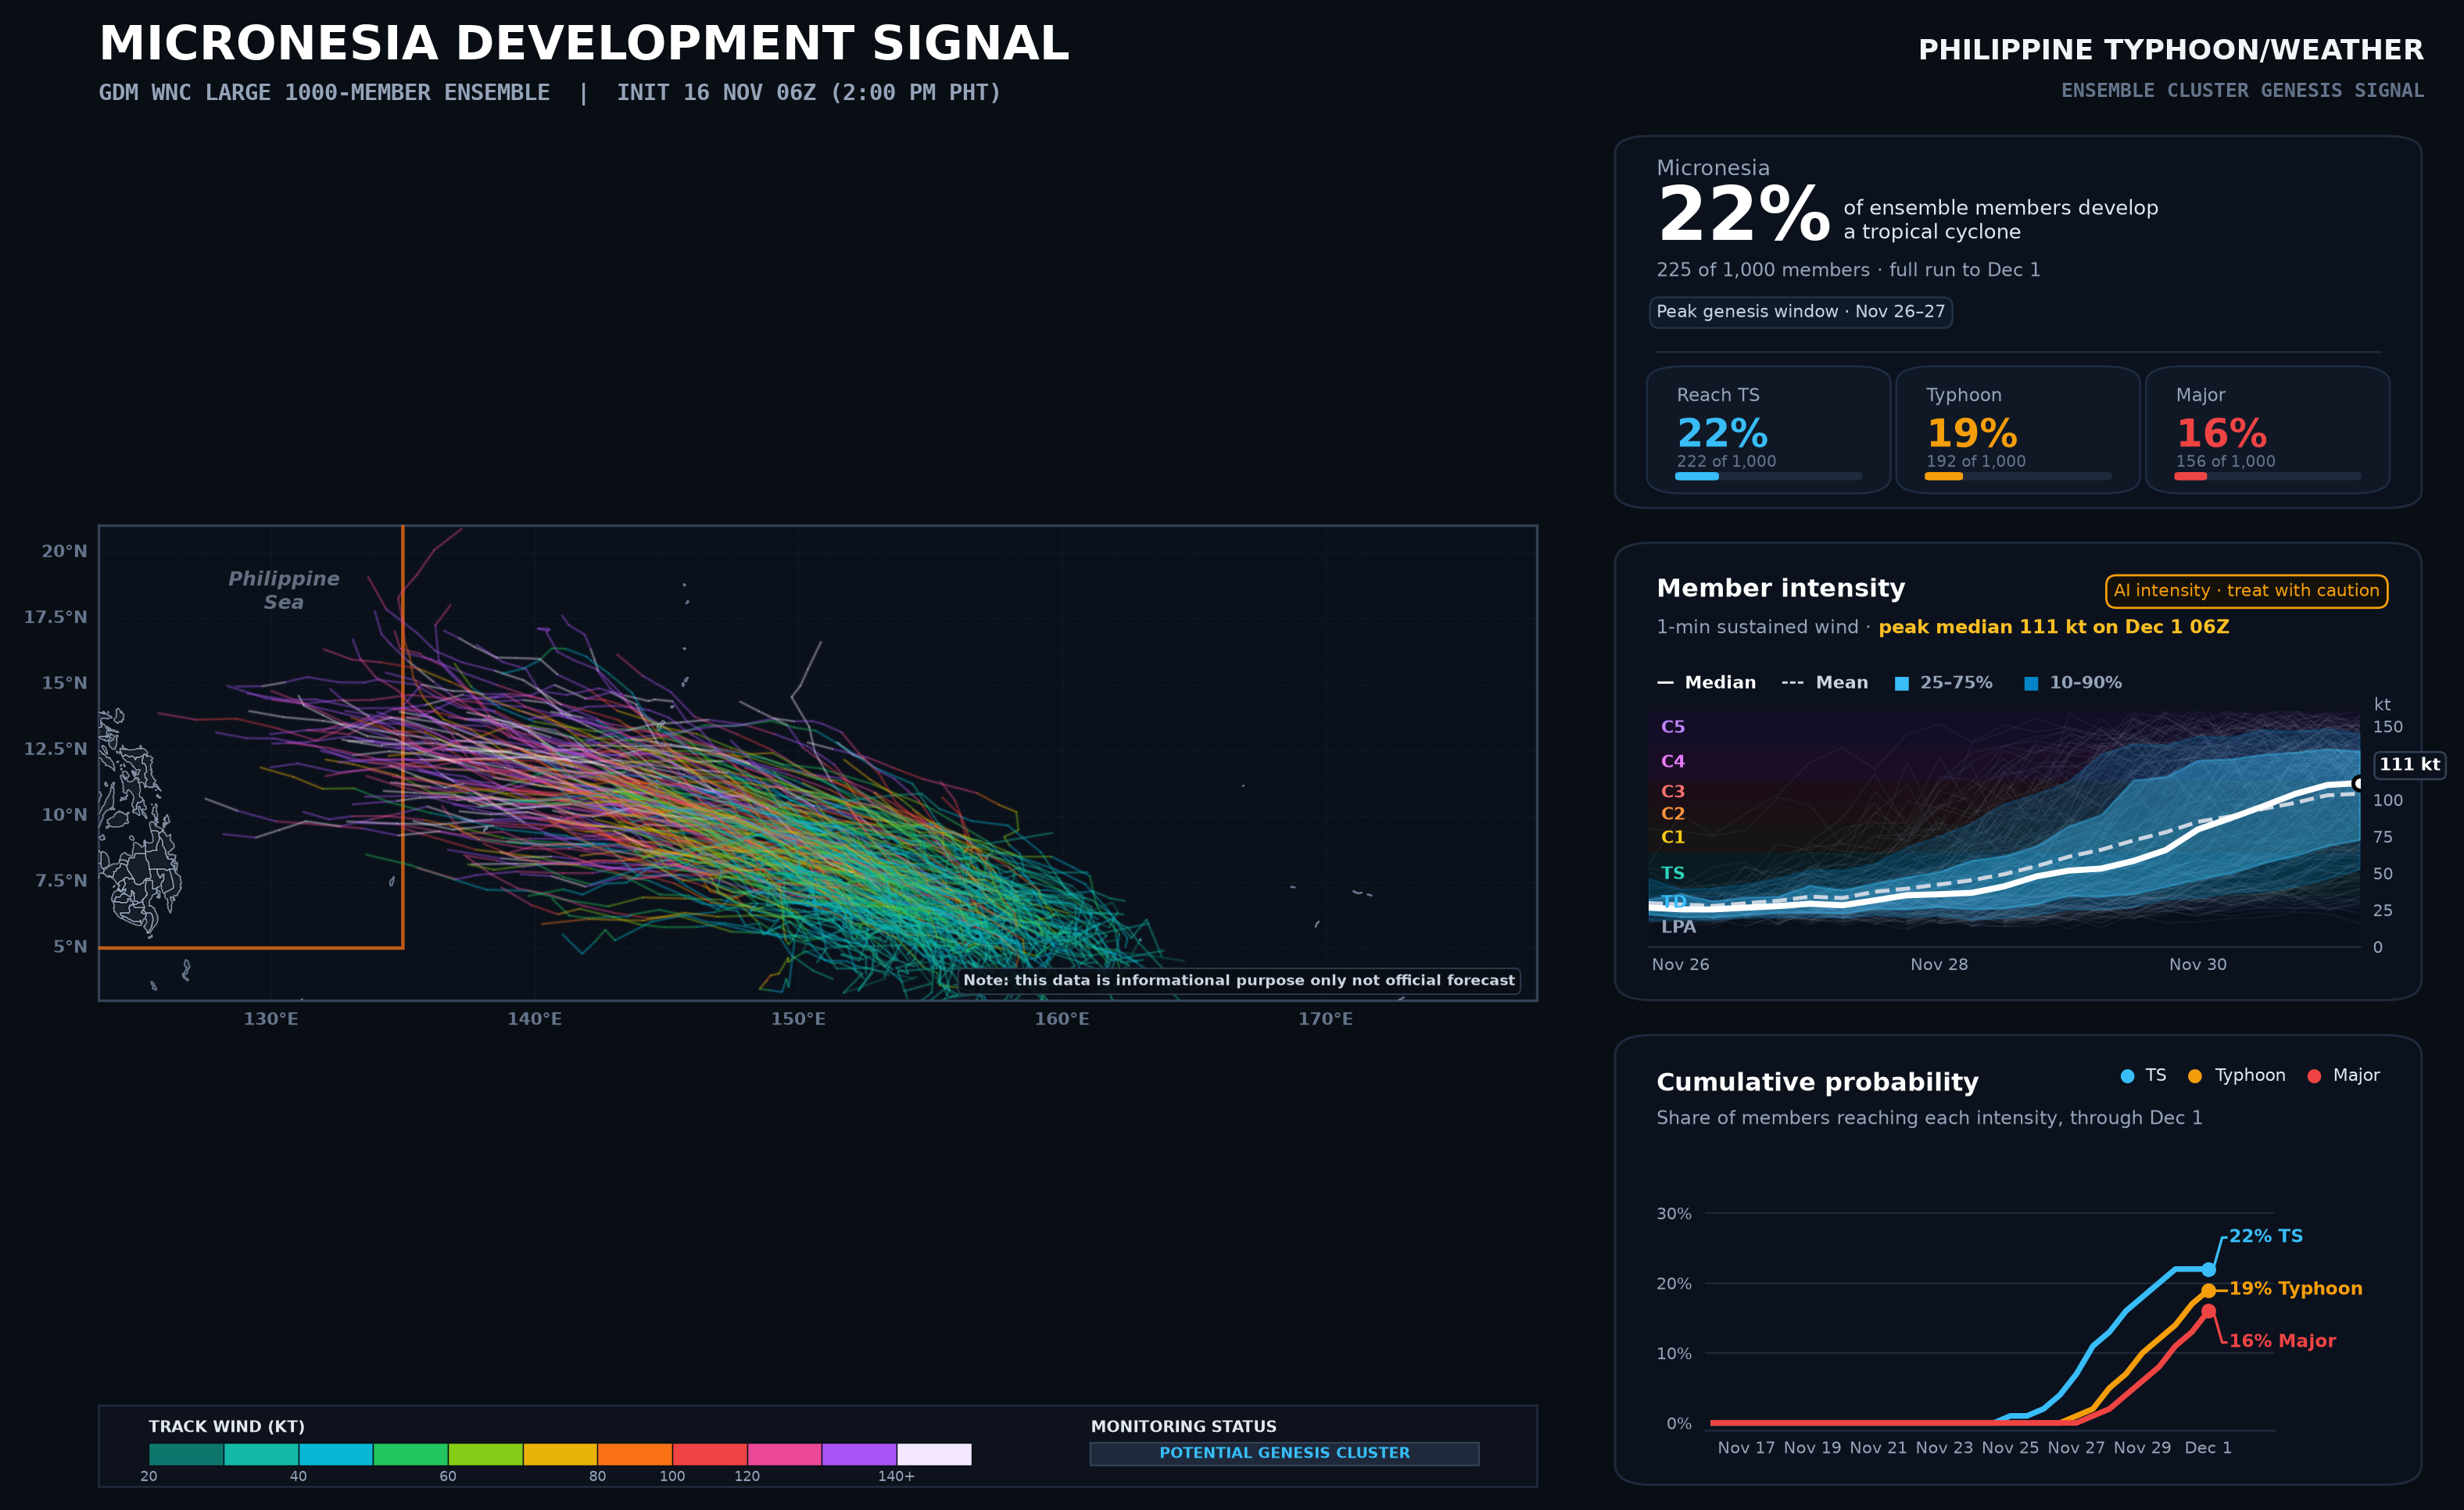 MICRONESIA DEVELOPMENT SIGNAL
GDM WNC LARGE 1000-MEMBER ENSEMBLE | INIT 16 NOV 06Z (2:00 PM PHT)
PHILIPPINE TYPHOON/WEATHER
ENSEMBLE CLUSTER GENESIS SIGNAL
Philippine
Sea
20°N
17.5°N
15°N
12.5°N
10°N
7.5°N
5°N
130°E
140°E
150°E
160°E
170°E
Note: this data is informational purpose only not official forecast
TRACK WIND (KT)
20
40
60
80
100
120
140+
MONITORING STATUS
POTENTIAL GENESIS CLUSTER
Micronesia
22%
of ensemble members develop
a tropical cyclone
225 of 1,000 members · full run to Dec 1
Peak genesis window · Nov 26–27
Reach TS
22%
222 of 1,000
Typhoon
19%
192 of 1,000
Major
16%
156 of 1,000
Member intensity
AI intensity · treat with caution
1-min sustained wind · peak median 111 kt on Dec 1 06Z
Median
Mean
25–75%
10–90%
kt
C5
C4
C3
C2
C1
TS
TD
LPA
150
111 kt
100
75
50
25
0
Nov 26
Nov 28
Nov 30
Cumulative probability
TS
Typhoon
Major
Share of members reaching each intensity, through Dec 1
30%
20%
10%
0%
22% TS
19% Typhoon
16% Major
Nov 17
Nov 19
Nov 21
Nov 23
Nov 25
Nov 27
Nov 29
Dec 1